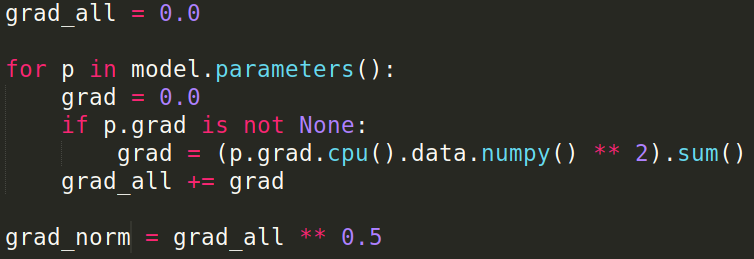 grad_all = 0.0
for p in model.parameters():
    grad = 0.0
    if p.grad is not None:
        grad = (p.grad.cpu().data.numpy() ** 2).sum()
    grad_all += grad
grad_norm = grad_all ** 0.5